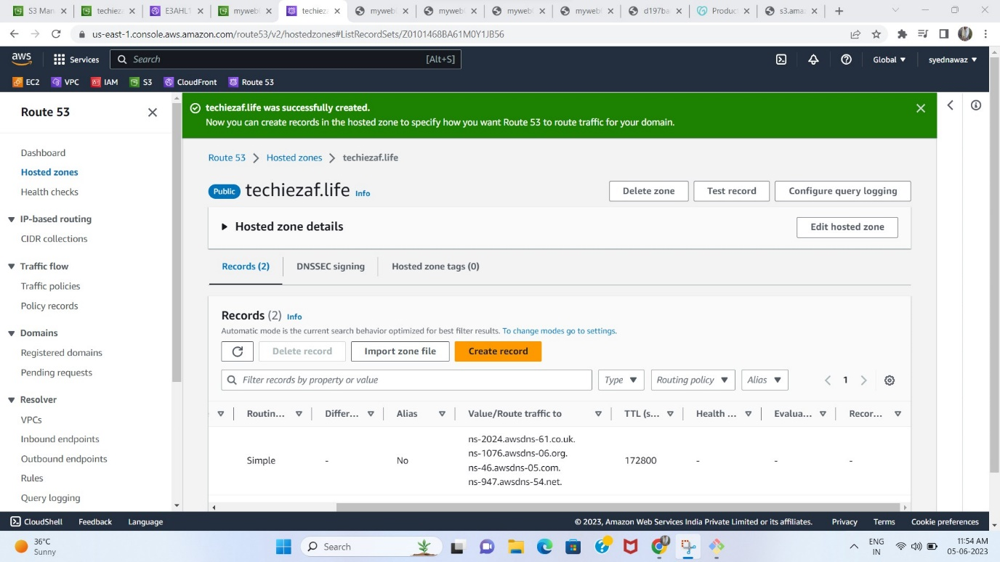 S3 Man
techieza
E3AHL1
myweb
techieza
myweb
myweb
myweb
myweb
d197ba
Produc
s3.ama
us-east-1.console.aws.amazon.com/route53/v2/hostedzones#ListRecordSets/Z0101468BA61M0Y1JB56
aws
Services
Search
[Alt+S]
Global
syednawaz
EC2
VPC
IAM
S3
CloudFront
Route 53
Route 53
Dashboard
Hosted zones
Health checks
IP-based routing
CIDR collections
Traffic flow
Traffic policies
Policy records
Domains
Registered domains
Pending requests
Resolver
VPCs
Inbound endpoints
Outbound endpoints
Rules
Query logging
techiezaf.life was successfully created.
Now you can create records in the hosted zone to specify how you want Route 53 to route traffic for your domain.
Route 53 > Hosted zones > techiezaf.life
Public techiezaf.life Info
Delete zone
Test record
Configure query logging
Hosted zone details
Edit hosted zone
Records (2)
DNSSEC signing
Hosted zone tags (0)
Records (2) Info
Automatic mode is the current search behavior optimized for best filter results. To change modes go to settings.
Delete record
Import zone file
Create record
Filter records by property or value
Type
Routing policy
Alias
1
Routin...
Differ...
Alias
Value/Route traffic to
TTL (s...
Health ...
Evalua...
Recor...
Simple
-
No
ns-2024.awsdns-61.co.uk.
ns-1076.awsdns-06.org.
ns-46.awsdns-05.com.
ns-947.awsdns-54.net.
172800
-
-
-
CloudShell
Feedback
Language
© 2023, Amazon Web Services India Private Limited or its affiliates.
Privacy
Terms
Cookie preferences
36°C
Sunny
Search
ENG
IN
11:54 AM
05-06-2023